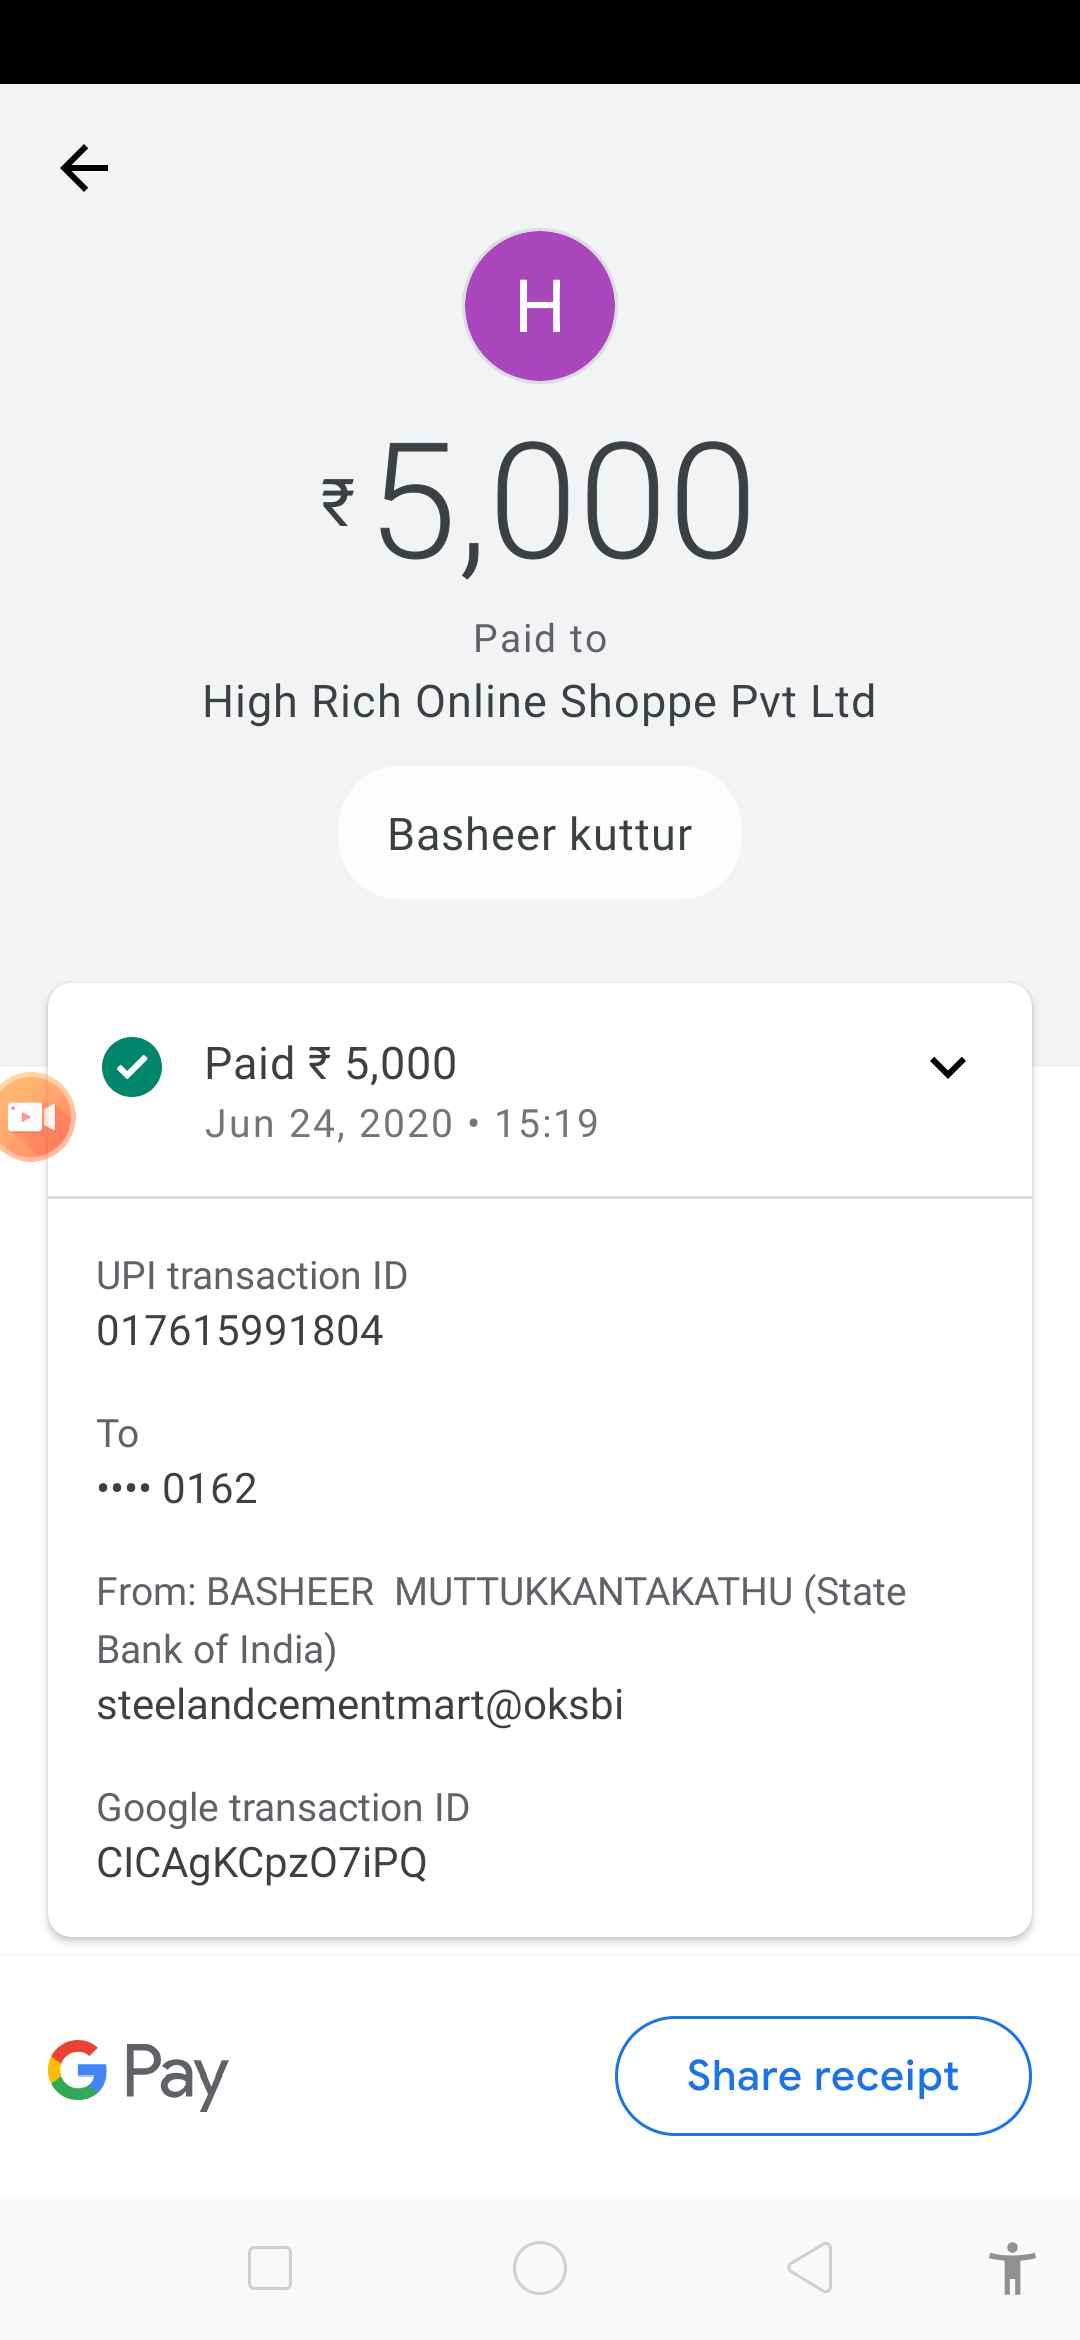 H
₹5,000
Paid to
High Rich Online Shoppe Pvt Ltd
Basheer kuttur
Paid ₹ 5,000
Jun 24, 2020 • 15:19
UPI transaction ID
017615991804
To
•••• 0162
From: BASHEER  MUTTUKKANTAKATHU (State
Bank of India)
steelandcementmart@oksbi
Google transaction ID
CICAgKCpzO7iPQ
G Pay
Share receipt